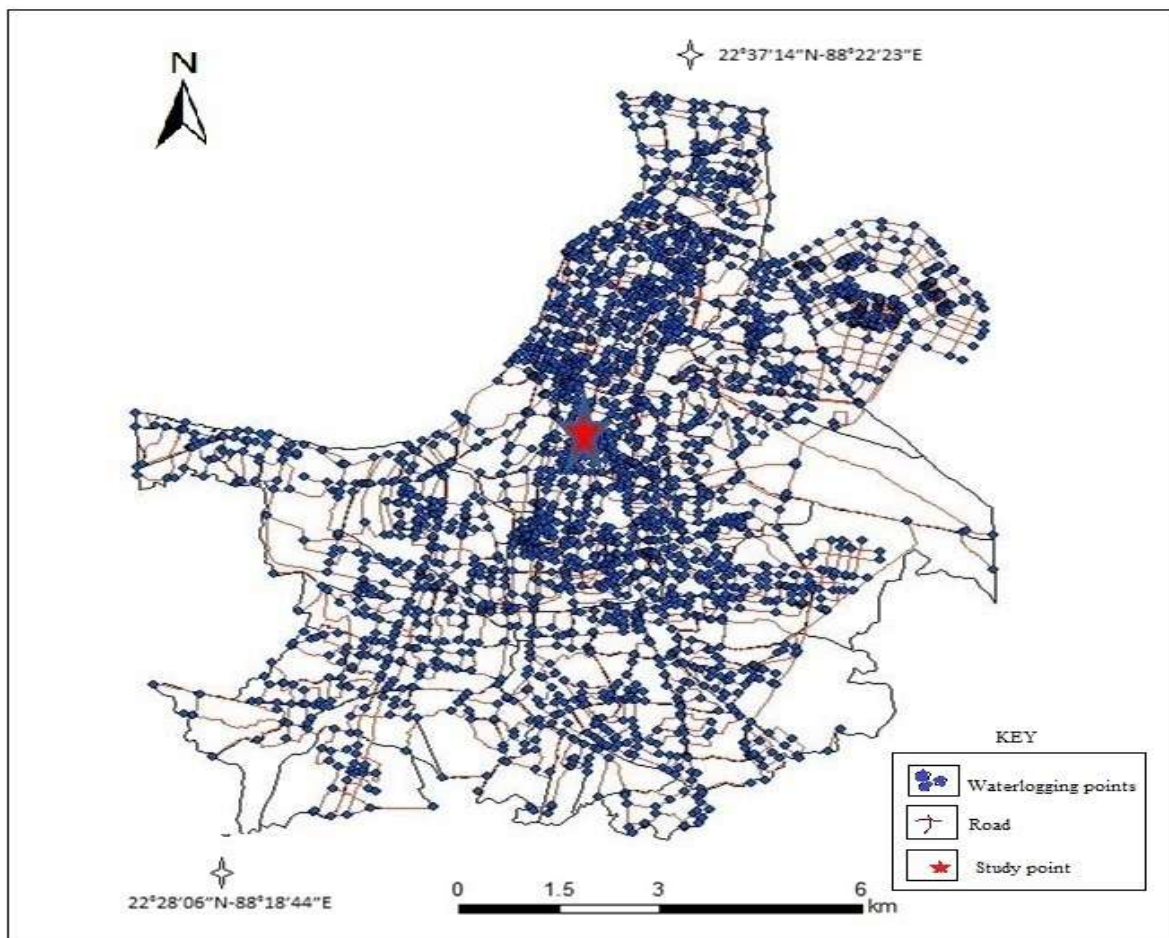 22°37'14"N-88°22'23"E
N
KEY
Waterlogging points
Road
Study point
22°28'06"N-88°18'44"E
0 1.5 3 6
km